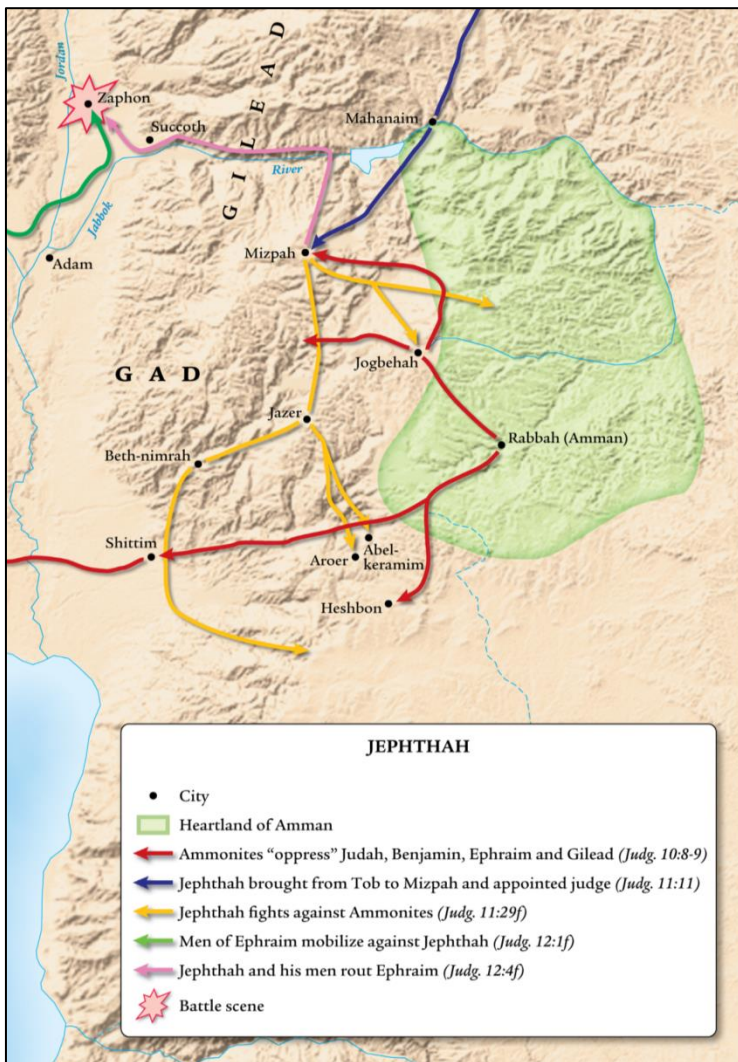 Jordan
GILEAD
Zaphon
Succoth
Mahanaim
River
Jabbok
Adam
Mizpah
GAD
Jogbehah
Jazer
Beth-nimrah
Rabbah (Amman)
Shittim
Aroer
Abel-
keramim
Heshbon
JEPHTHAH
City
Heartland of Amman
Ammonites “oppress” Judah, Benjamin, Ephraim and Gilead (Judg. 10:8-9)
Jephthah brought from Tob to Mizpah and appointed judge (Judg. 11:11)
Jephthah fights against Ammonites (Judg. 11:29f)
Men of Ephraim mobilize against Jephthah (Judg. 12:1f)
Jephthah and his men rout Ephraim (Judg. 12:4f)
Battle scene